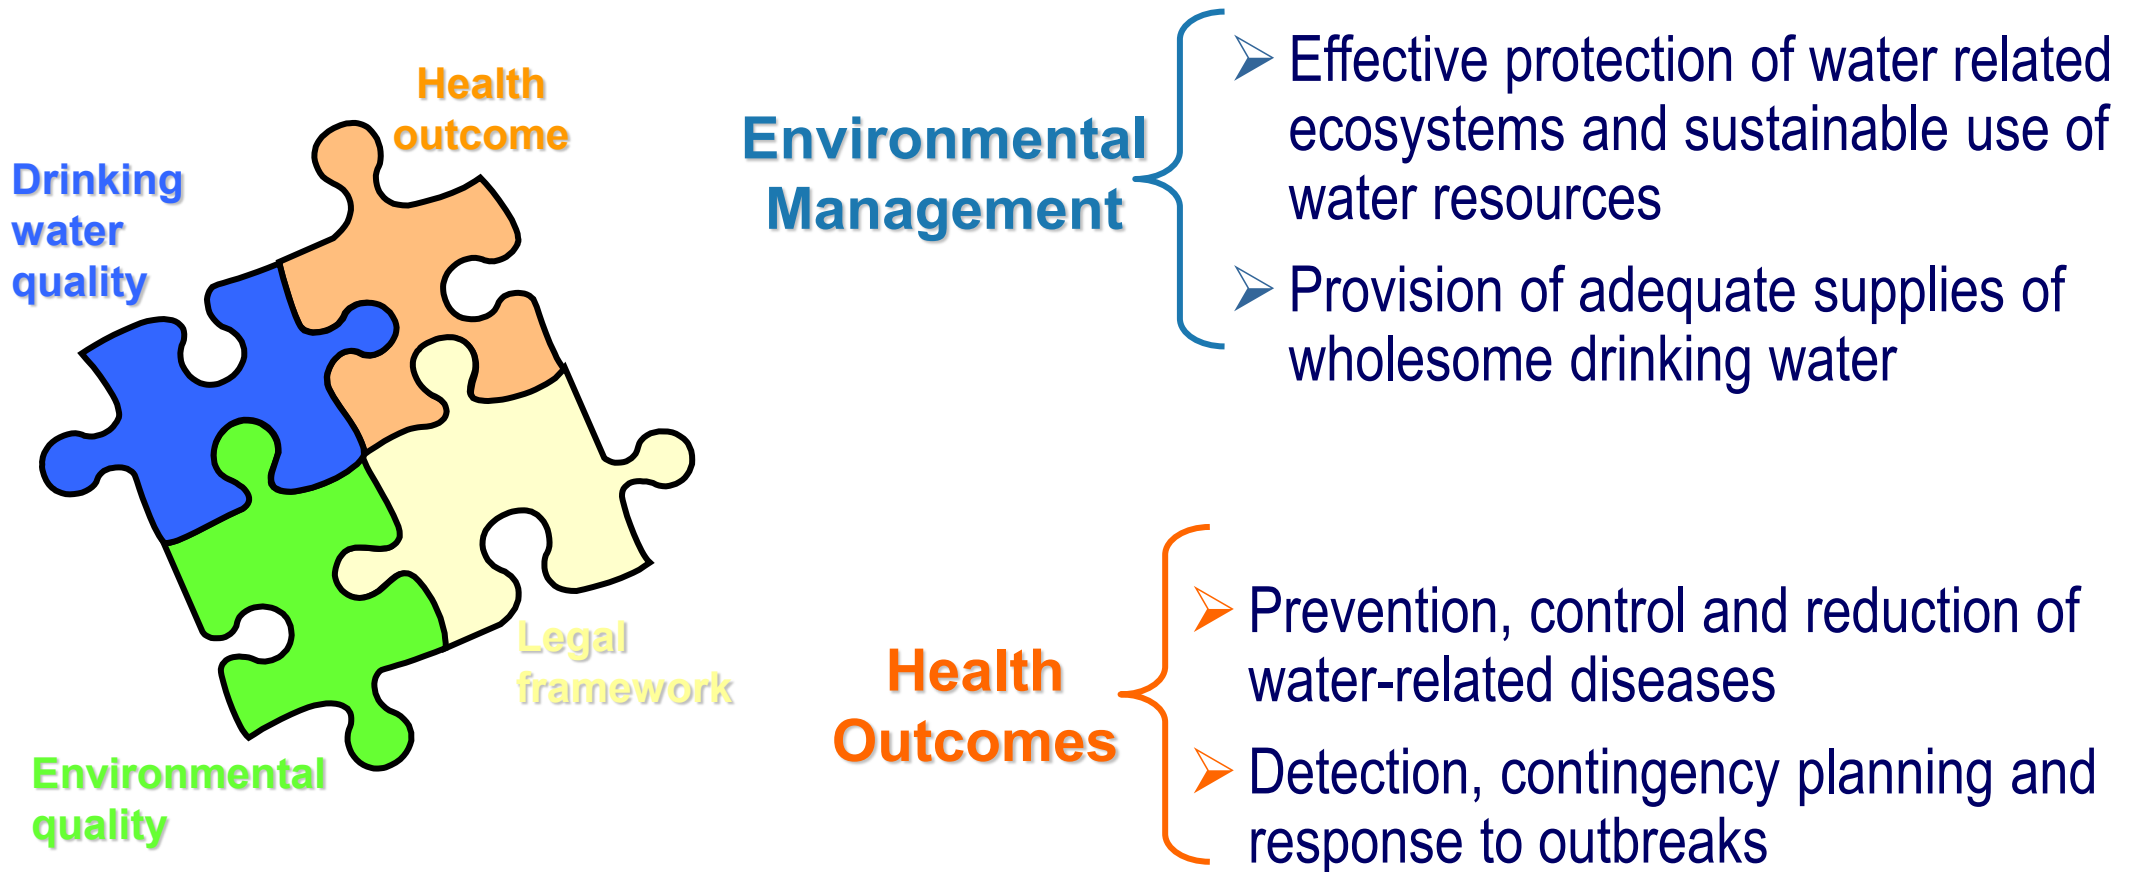 Health
outcome
Drinking
water
quality
Legal
framework
Environmental
quality
Environmental
Management
Effective protection of water related
ecosystems and sustainable use of
water resources
Provision of adequate supplies of
wholesome drinking water
Health
Outcomes
Prevention, control and reduction of
water-related diseases
Detection, contingency planning and
response to outbreaks